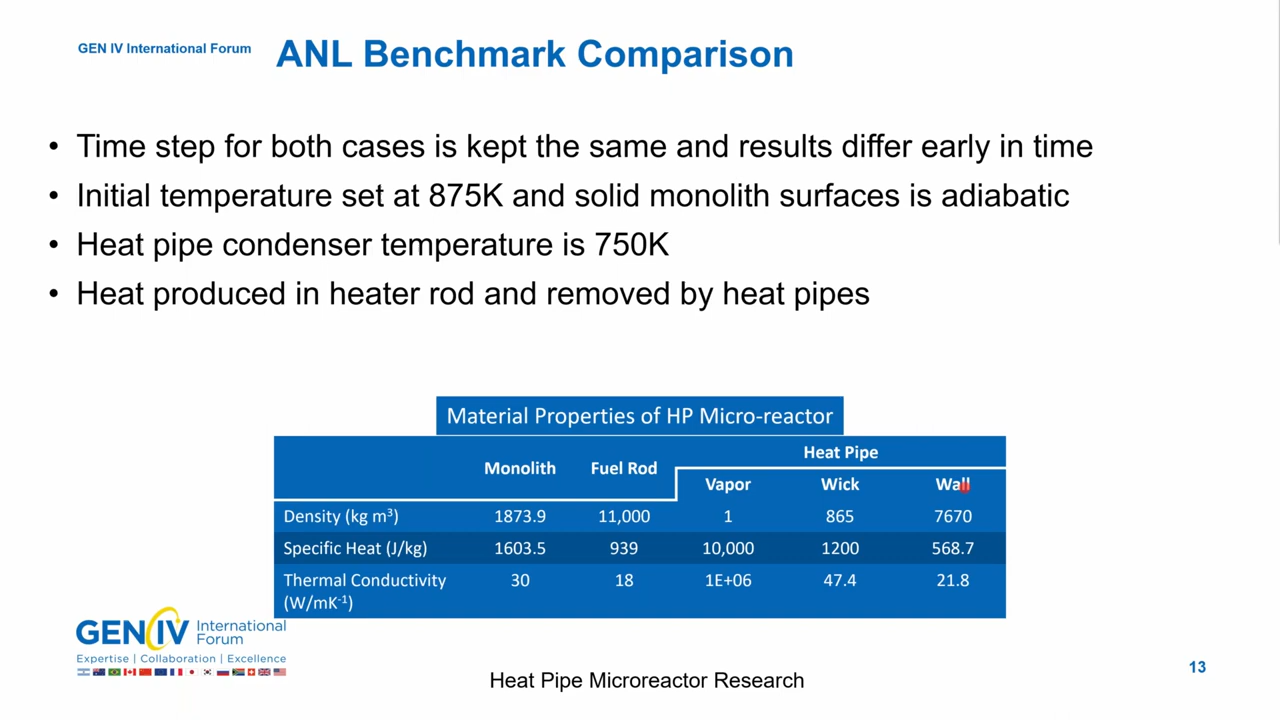 GEN IV International Forum
ANL Benchmark Comparison
• Time step for both cases is kept the same and results differ early in time
• Initial temperature set at 875K and solid monolith surfaces is adiabatic
• Heat pipe condenser temperature is 750K
• Heat produced in heater rod and removed by heat pipes
Material Properties of HP Micro-reactor
Monolith Fuel Rod Heat Pipe
Vapor Wick Wall
Density (kg m³) 1873.9 11,000 1 865 7670
Specific Heat (J/kg) 1603.5 939 10,000 1200 568.7
Thermal Conductivity 30 18 1E+06 47.4 21.8
(W/mK⁻¹)
GENIV International
Forum
Expertise | Collaboration | Excellence
Heat Pipe Microreactor Research
13